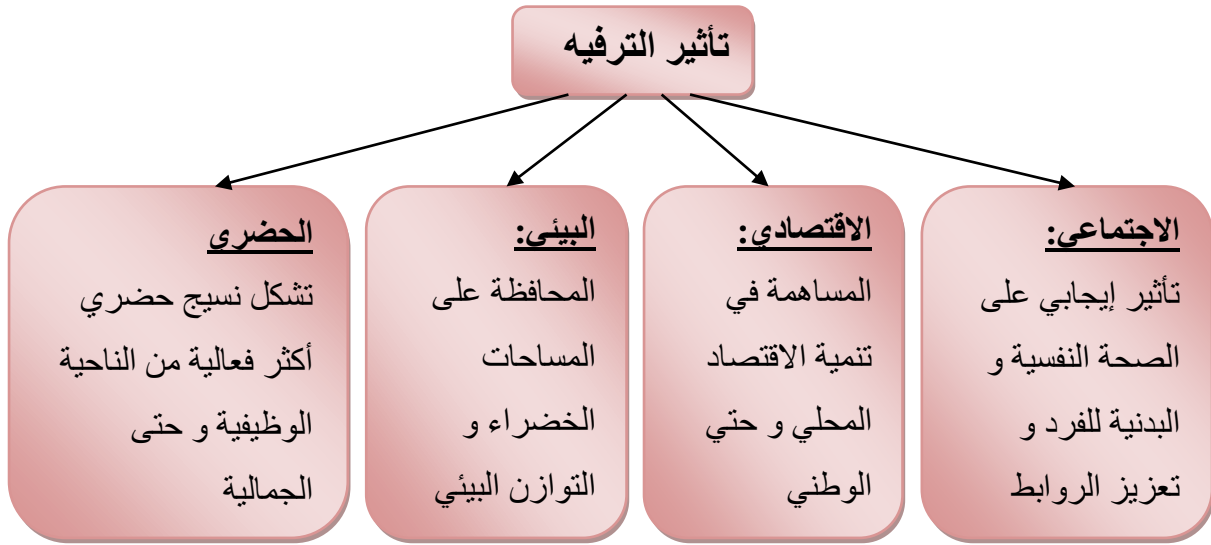 تأثير الترفيه
الاجتماعي:
تأثير إيجابي على
الصحة النفسية و
البدنية للفرد و
تعزيز الروابط
الاقتصادي:
المساهمة في
تنمية الاقتصاد
المحلي و حتي
الوطني
البيئي:
المحافظة على
المساحات
الخضراء و
التوازن البيئي
الحضري
تشكل نسيج حضري
أكثر فعالية من الناحية
الوظيفية و حتى
الجمالية